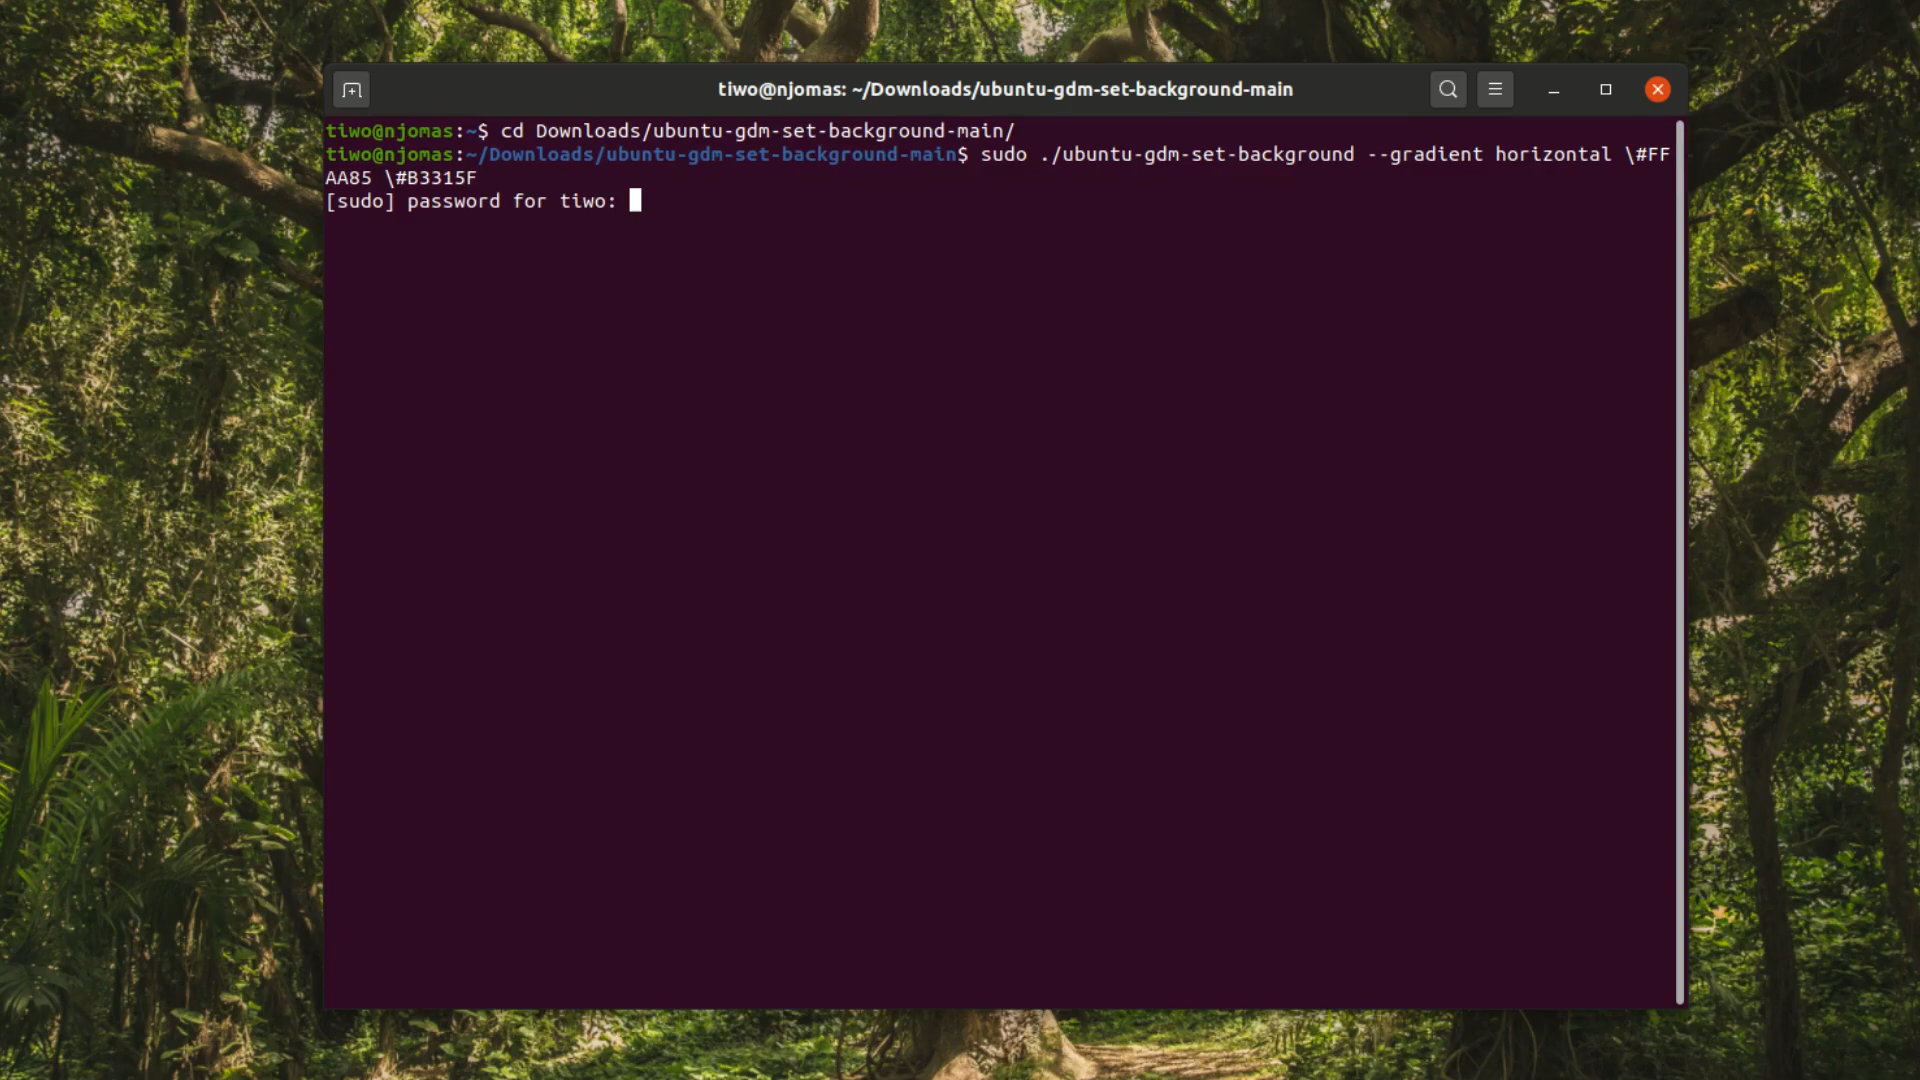 tiwo@njomas: ~/Downloads/ubuntu-gdm-set-background-main
tiwo@njomas:~$ cd Downloads/ubuntu-gdm-set-background-main/
tiwo@njomas:~/Downloads/ubuntu-gdm-set-background-main$ sudo ./ubuntu-gdm-set-background --gradient horizontal \#FF
AA85 \#B3315F
[sudo] password for tiwo: